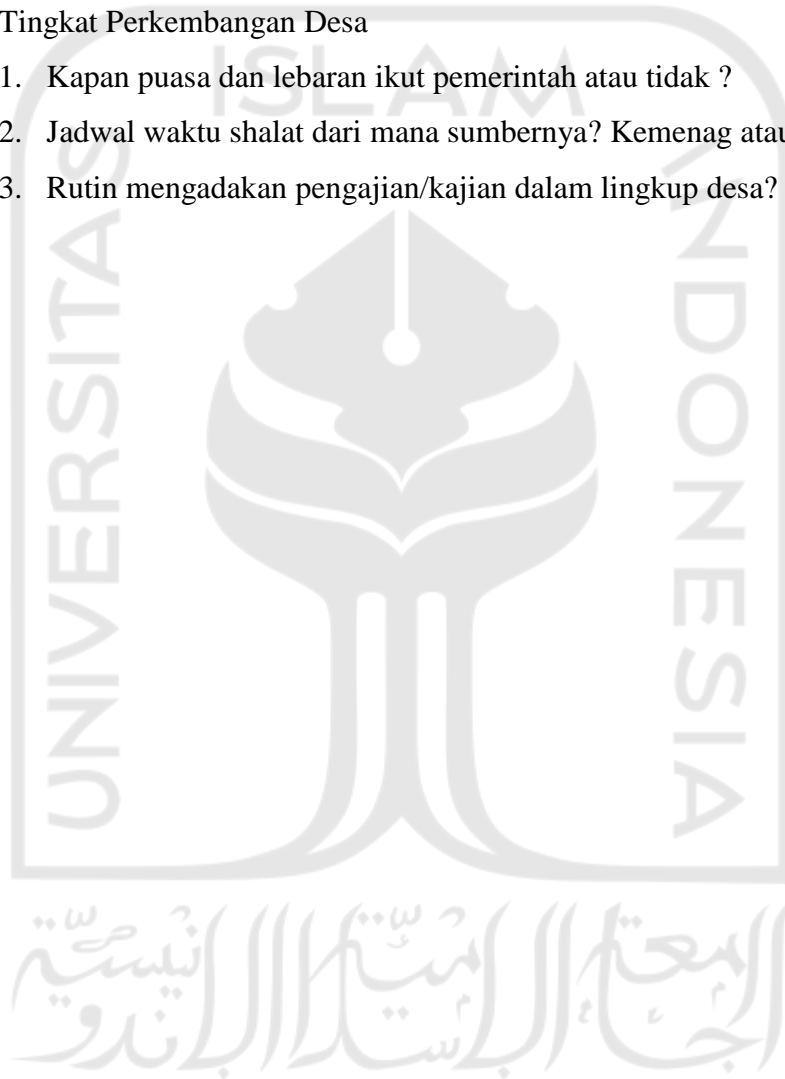 Tingkat Perkembangan Desa
1. Kapan puasa dan lebaran ikut pemerintah atau tidak ?
2. Jadwal waktu shalat dari mana sumbernya? Kemenag atau
3. Rutin mengadakan pengajian/kajian dalam lingkup desa?
ISLAM
UNIVERSITAS
INDONESIA